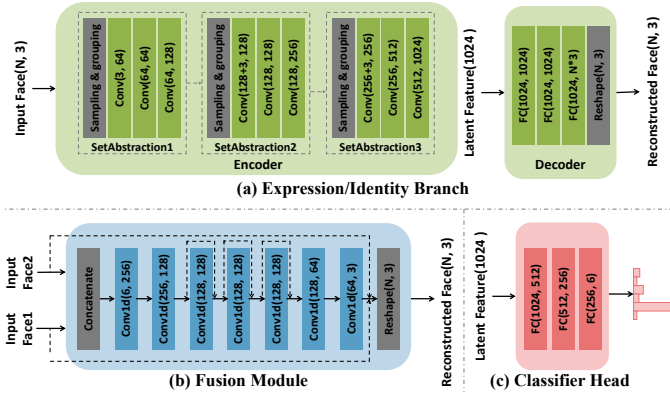 Input Face(N, 3)
Sampling & grouping
Conv(3, 64)
Conv(64, 64)
Conv(64, 128)
SetAbstraction1
Sampling & grouping
Conv(128+3, 128)
Conv(128, 128)
Conv(128, 256)
SetAbstraction2
Sampling & grouping
Conv(256+3, 256)
Conv(256, 512)
Conv(512, 1024)
SetAbstraction3
Encoder
Latent Feature(1024)
FC(1024, 1024)
FC(1024, 1024)
FC(1024, N*3)
Reshape(N, 3)
Decoder
Reconstructed Face(N, 3)
(a) Expression/Identity Branch
Input
Face2
Input
Face1
Concatenate
Conv1d(6, 256)
Conv1d(256, 128)
Conv1d(128, 128)
Conv1d(128, 128)
Conv1d(128, 128)
Conv1d(128, 64)
Conv1d(64, 3)
Reshape(N, 3)
Reconstructed Face(N, 3)
(b) Fusion Module
Latent Feature(1024)
FC(1024, 512)
FC(512, 256)
FC(256, 6)
(c) Classifier Head